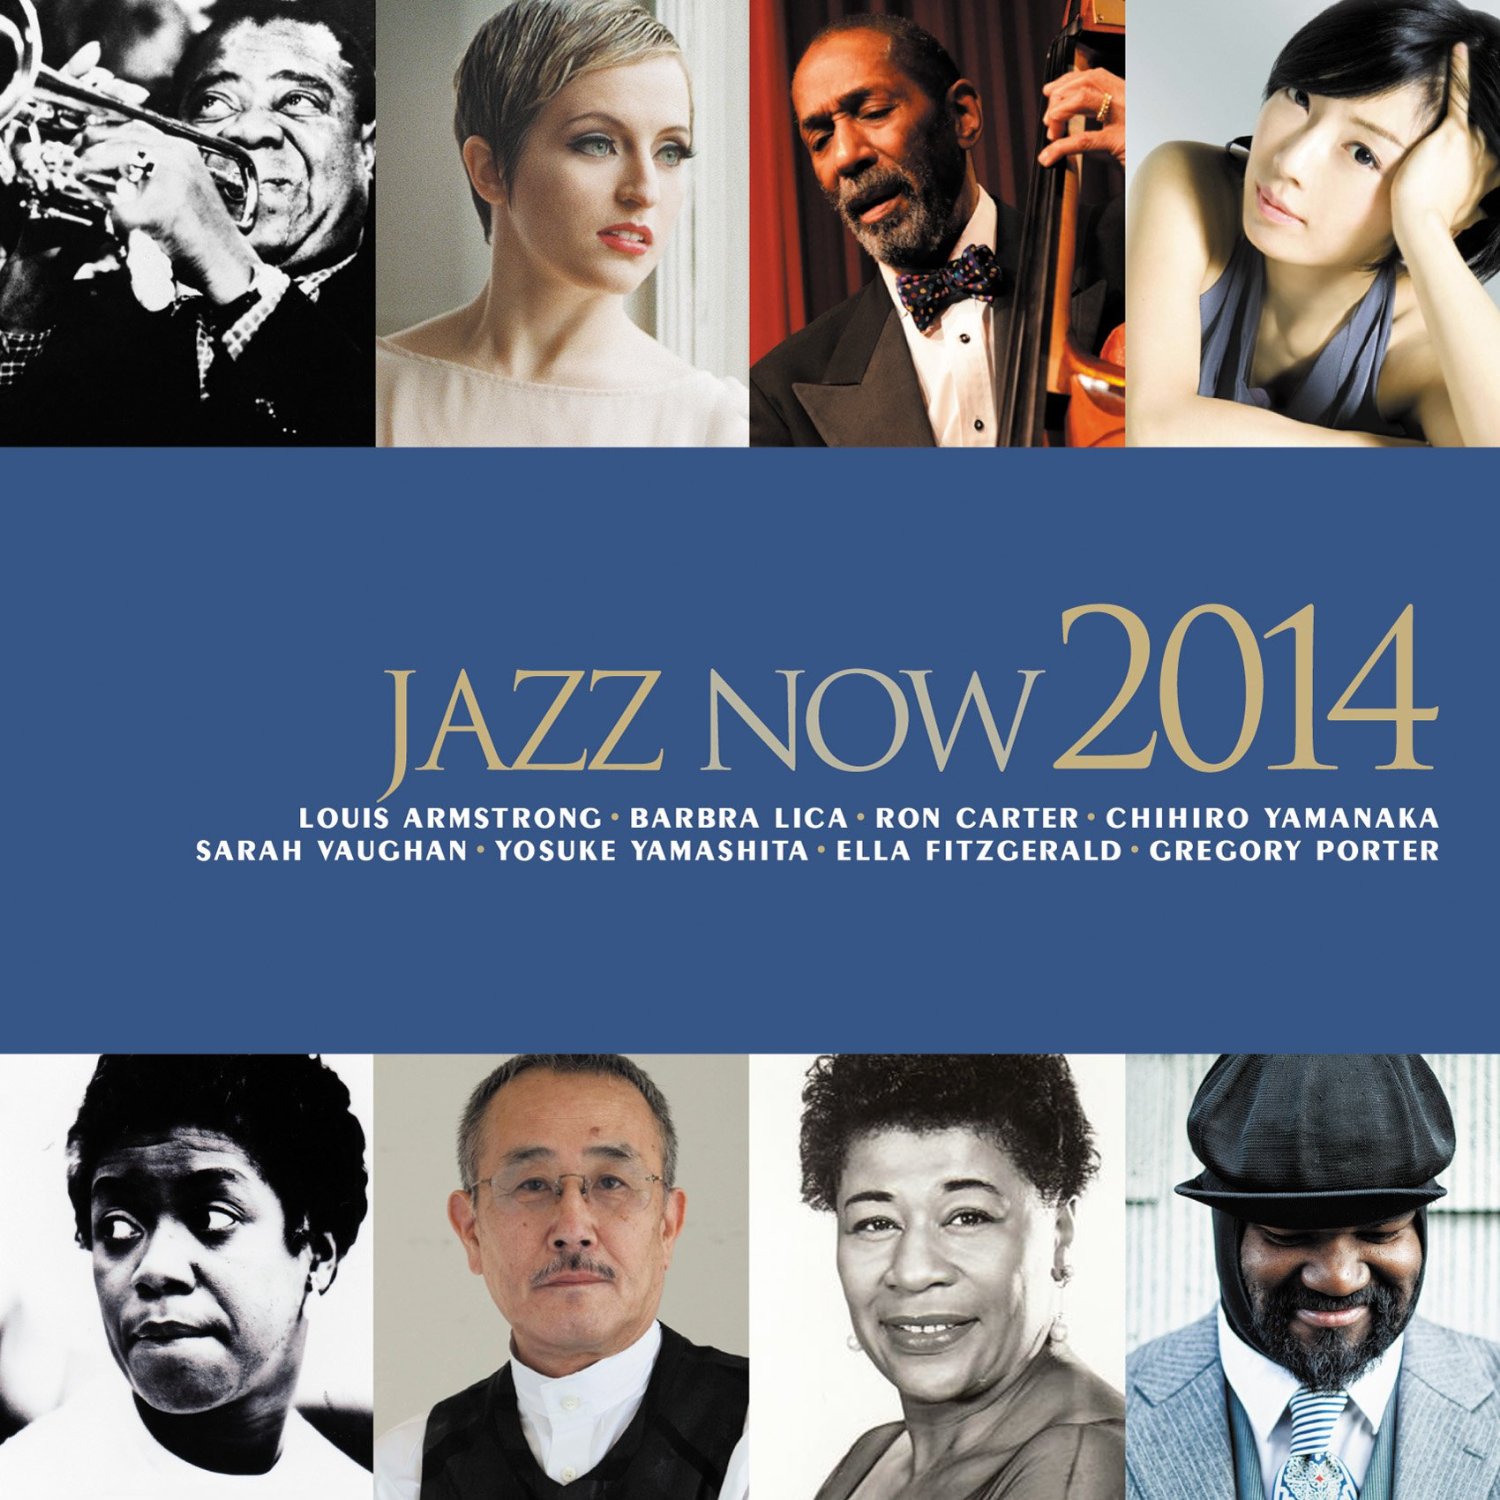 JAZZ NOW 2014
LOUIS ARMSTRONG • BARBRA LICA • RON CARTER • CHIHIRO YAMANAKA
SARAH VAUGHAN • YOSUKE YAMASHITA • ELLA FITZGERALD • GREGORY PORTER